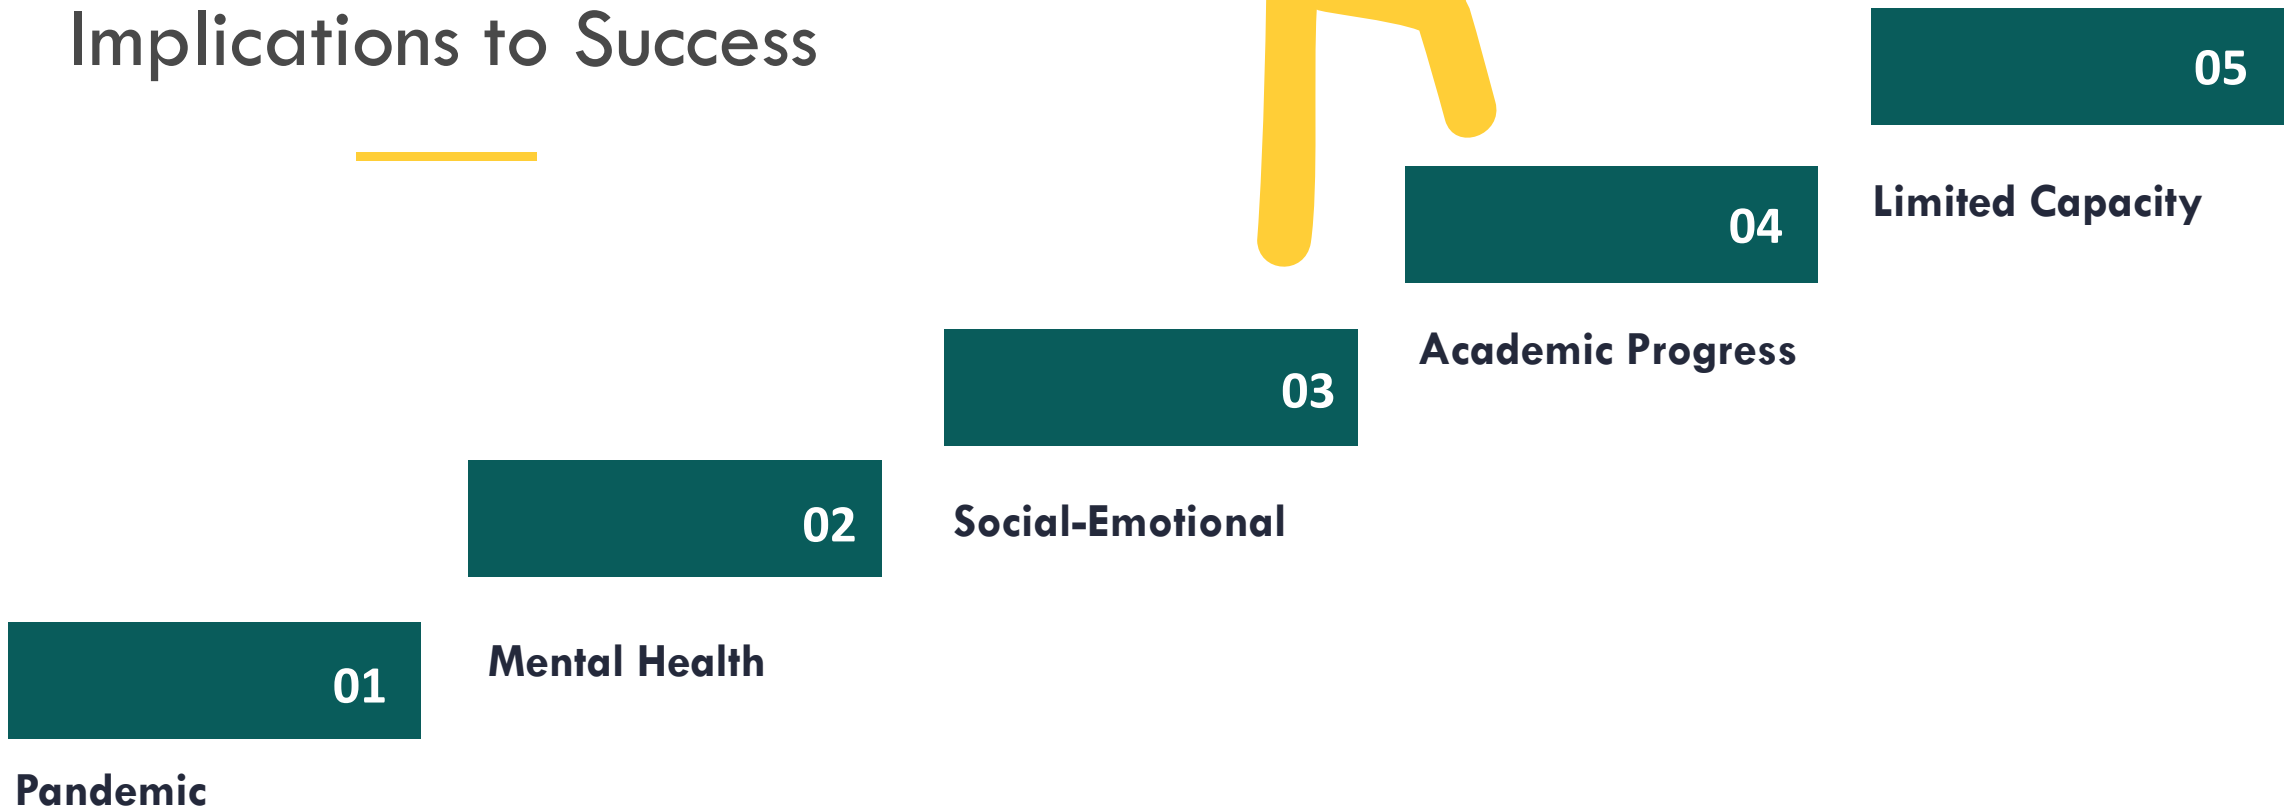 Implications to Success
01
Pandemic
02
Mental Health
03
Social-Emotional
04
Academic Progress
05
Limited Capacity